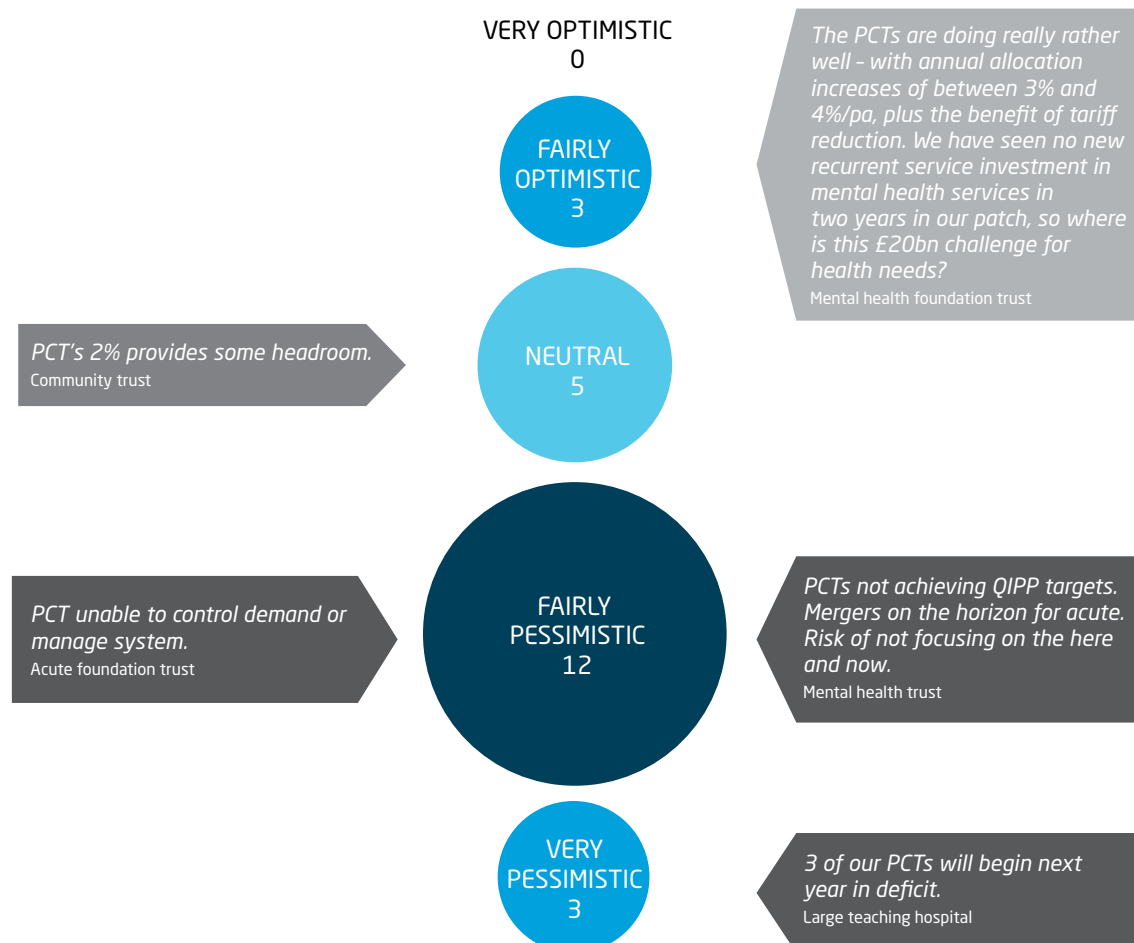 VERY OPTIMISTIC
0
The PCTs are doing really rather
well – with annual allocation
increases of between 3% and
4%/pa, plus the benefit of tariff
reduction. We have seen no new
recurrent service investment in
mental health services in
two years in our patch, so where
is this £20bn challenge for
health needs?
Mental health foundation trust
FAIRLY
OPTIMISTIC
3
PCT's 2% provides some headroom.
Community trust
NEUTRAL
5
PCT unable to control demand or
manage system.
Acute foundation trust
FAIRLY
PESSIMISTIC
12
PCTs not achieving QIPP targets.
Mergers on the horizon for acute.
Risk of not focusing on the here
and now.
Mental health trust
VERY
PESSIMISTIC
3
3 of our PCTs will begin next
year in deficit.
Large teaching hospital